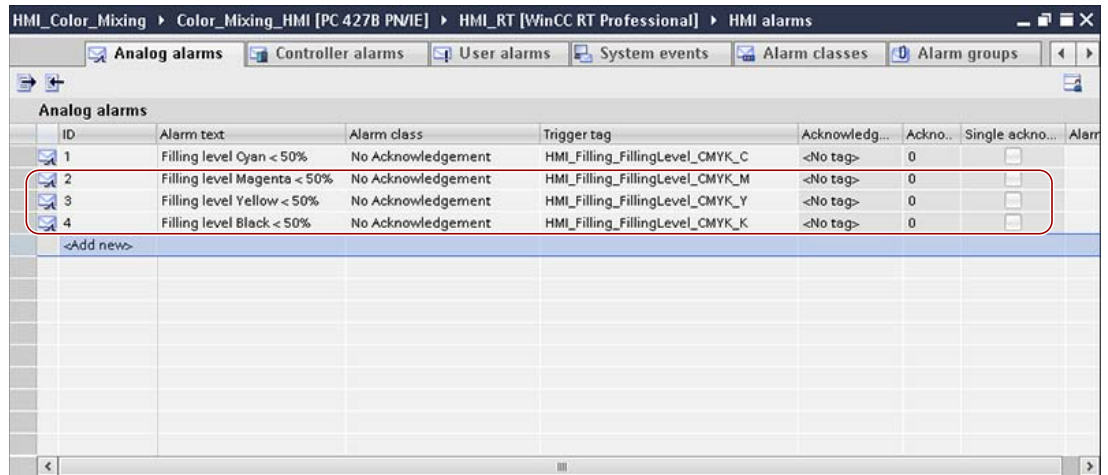 HMI_Color_Mixing ▸ Color_Mixing_HMI [PC 427B PN/IE] ▸ HMI_RT [WinCC RT Professional] ▸ HMI alarms
Analog alarms Controller alarms User alarms System events Alarm classes Alarm groups
Analog alarms
ID Alarm text Alarm class Trigger tag Acknowledg... Ackno.. Single ackno... Alarr
1 Filling level Cyan < 50% No Acknowledgement HMI_Filling_FillingLevel_CMYK_C <No tag> 0
2 Filling level Magenta < 50% No Acknowledgement HMI_Filling_FillingLevel_CMYK_M <No tag> 0
3 Filling level Yellow < 50% No Acknowledgement HMI_Filling_FillingLevel_CMYK_Y <No tag> 0
4 Filling level Black < 50% No Acknowledgement HMI_Filling_FillingLevel_CMYK_K <No tag> 0
<Add new>